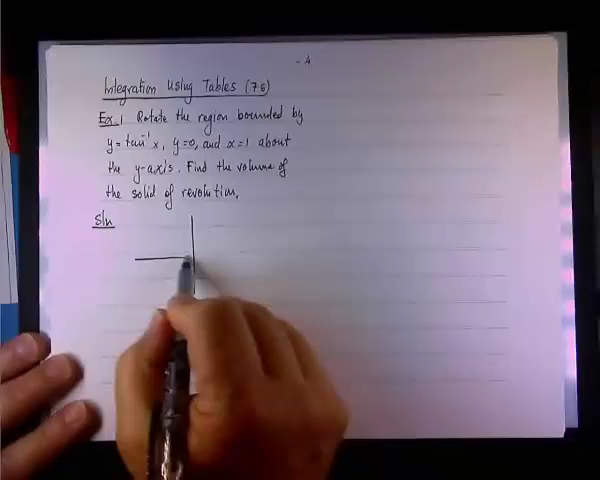 - 4
Integration Using Tables (7.6)
Ex.1 Rotate the region bounded by
y = tan⁻¹ x, y=0, and x=1 about
the y-axis. Find the volume of
the solid of revolution.
Sln